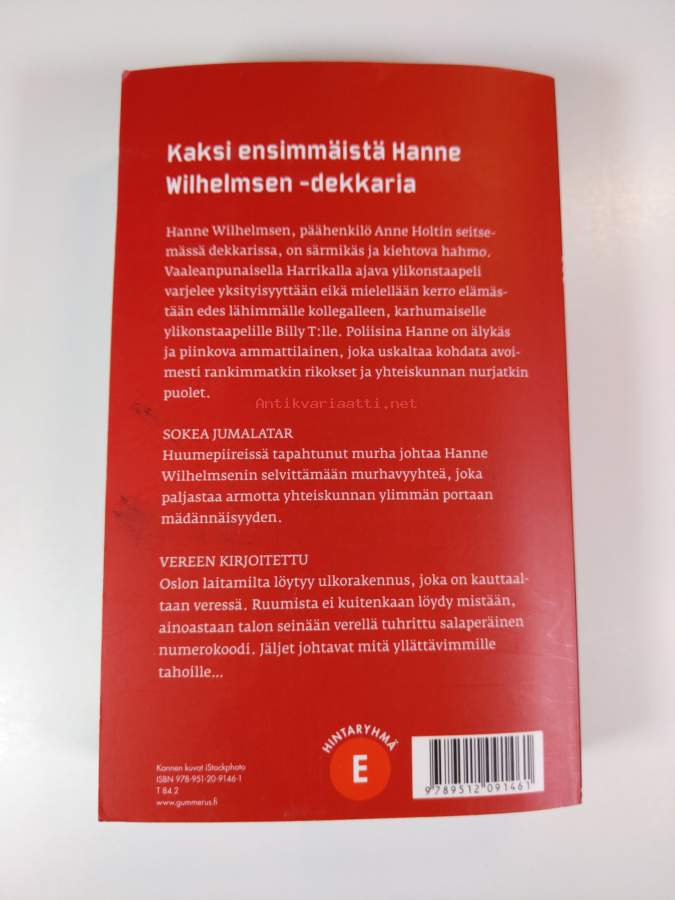 Kaksi ensimmäistä Hanne
Wilhelmsen -dekkaria
Hanne Wilhelmsen, päähenkilö Anne Holtin seitse-
mässä dekkarissa, on särmikäs ja kiehtova hahmo.
Vaaleanpunaisella Harrikalla ajava ylikonstaapeli
varjelee yksityisyyttään eikä mielellään kerro elämäs-
tään edes lähimmälle kollegalleen, karhumaiselle
ylikonstaapelille Billy T:lle. Poliisina Hanne on älykäs
ja piinkova ammattilainen, joka uskaltaa kohdata avoi-
mesti rankimmatkin rikokset ja yhteiskunnan nurjatkin
puolet.
Antikvariaatti.net
SOKEA JUMALATAR
Huumepiireissä tapahtunut murha johtaa Hanne
Wilhelmsenin selvittämään murhavyyhteä, joka
paljastaa armotta yhteiskunnan ylimmän portaan
mädännäisyyden.
VEREEN KIRJOITETTU
Oslon laitamilta löytyy ulkorakennus, joka on kauttaal-
taan veressä. Ruumista ei kuitenkaan löydy mistään,
ainoastaan talon seinään verellä tuhrittu salaperäinen
numerokoodi. Jäljet johtavat mitä yllättävimmille
tahoille...
HINTARYHMÄ
E
Kannen kuvat iStockphoto
ISBN 978-951-20-9146-1
T 84.2
www.gummerus.fi
9789512091461